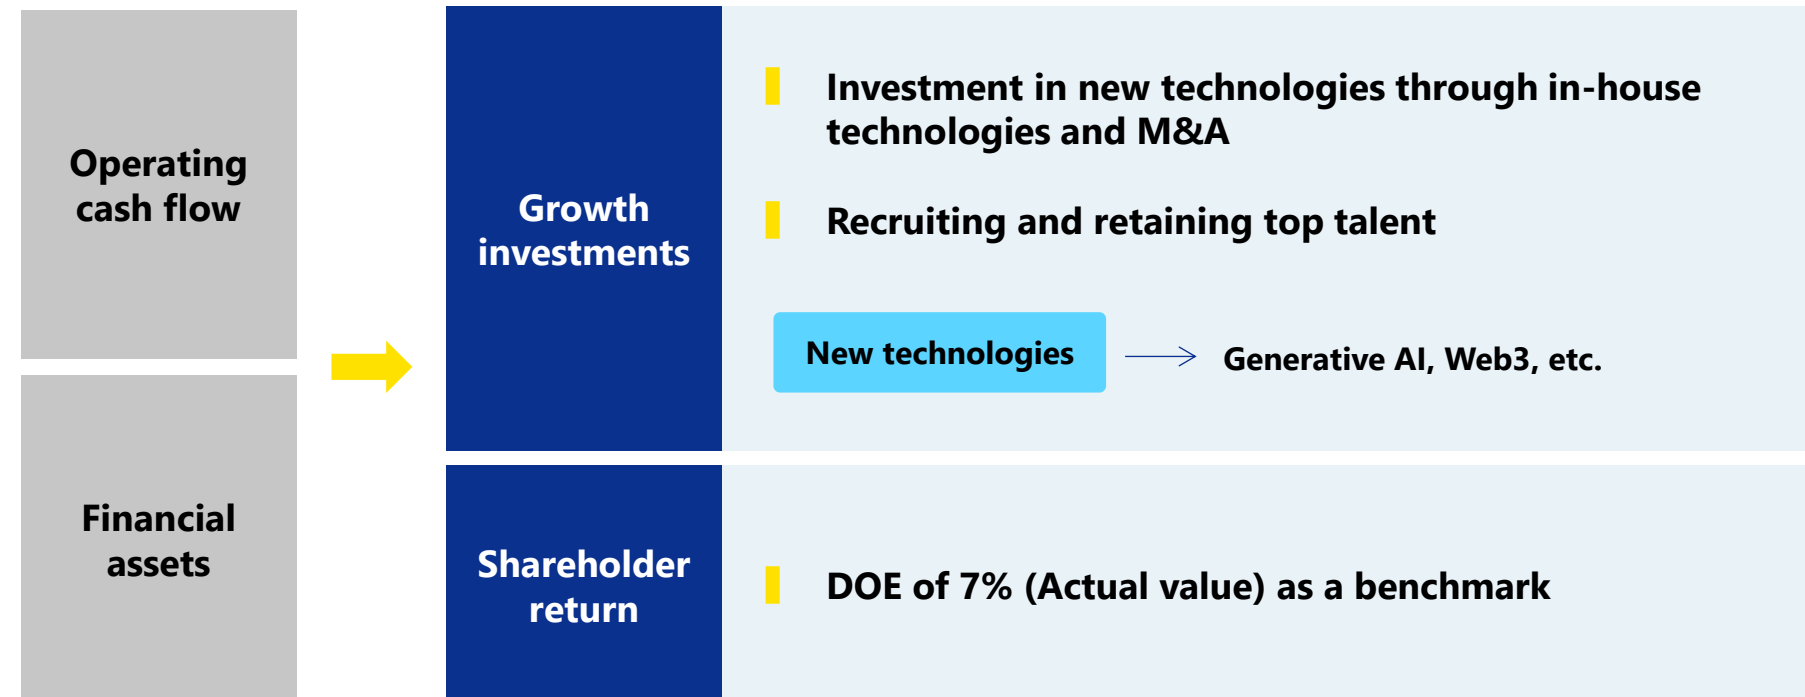 Operating
cash flow
Financial
assets
Growth
investments
Investment in new technologies through in-house
technologies and M&A
Recruiting and retaining top talent
New technologies
Generative AI, Web3, etc.
Shareholder
return
DOE of 7% (Actual value) as a benchmark